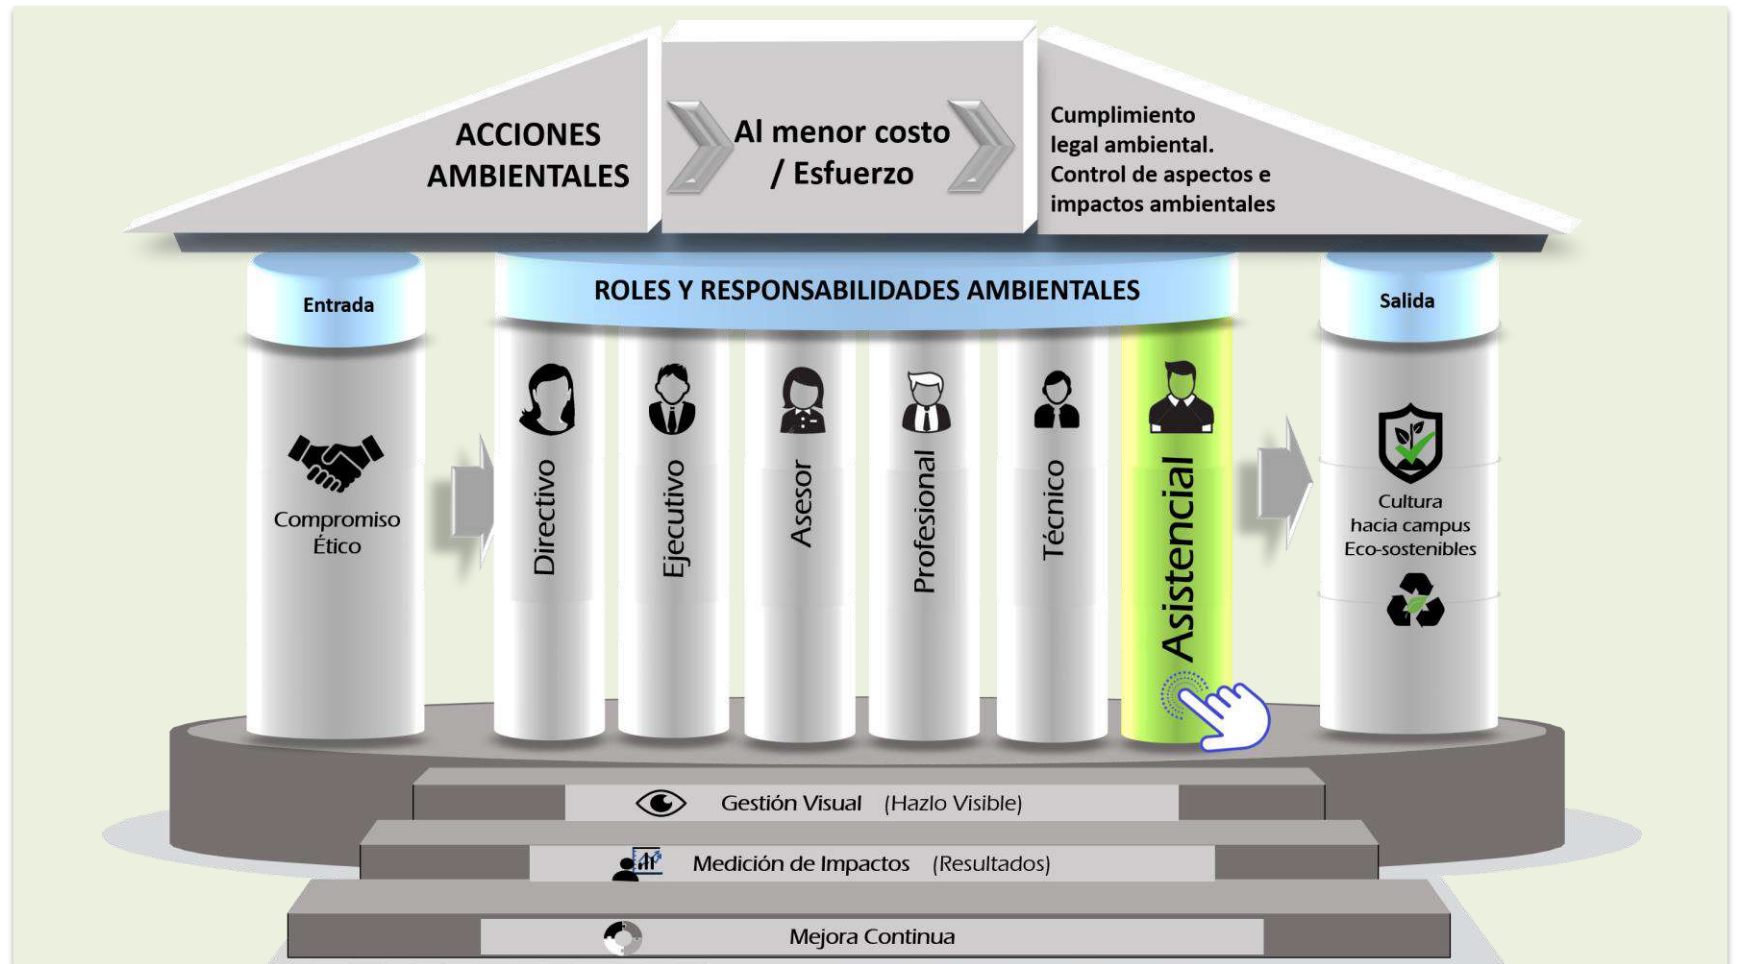 ACCIONES
AMBIENTALES
Al menor costo
/ Esfuerzo
Cumplimiento
legal ambiental.
Control de aspectos e
impactos ambientales
Entrada
ROLES Y RESPONSABILIDADES AMBIENTALES
Salida
Compromiso
Ético
Directivo
Ejecutivo
Asesor
Profesional
Técnico
Asistencial
Cultura
hacia campus
Eco-sostenibles
Gestión Visual (Hazlo Visible)
Medición de Impactos (Resultados)
Mejora Continua